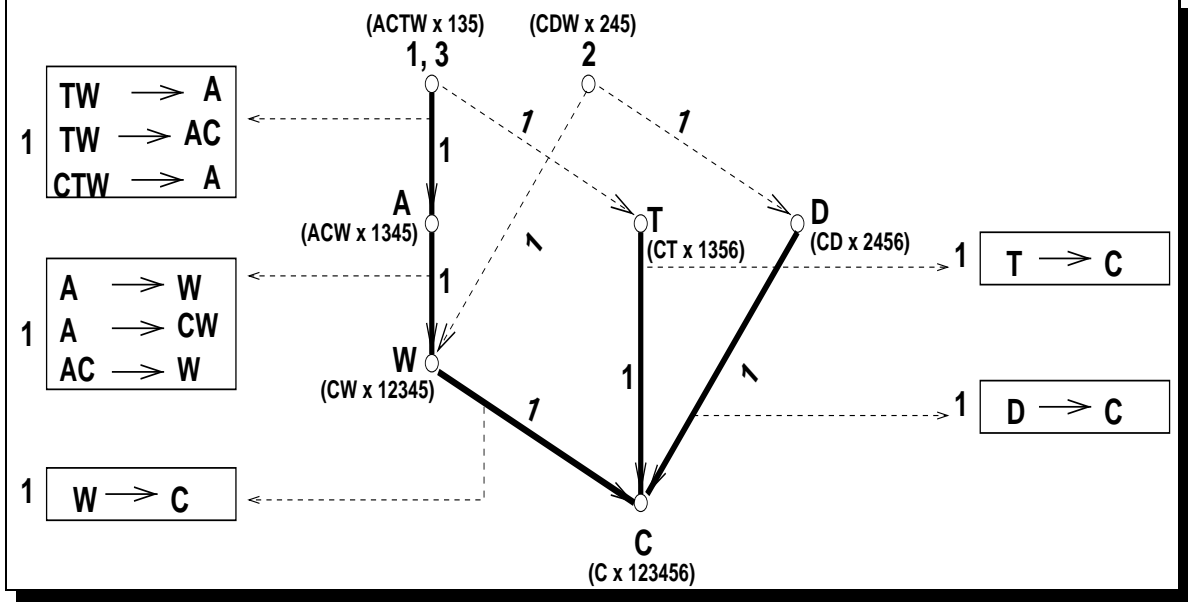 (ACTW x 135)
(CDW x 245)
1, 3
2
1
TW → A
TW → AC
CTW → A
1
1
1
1
A
(ACW x 1345)
T
(CT x 1356)
D
(CD x 2456)
1
T → C
1
A → W
A → CW
AC → W
1
W
(CW x 12345)
1
1
1
1
D → C
1
W → C
C
(C x 123456)